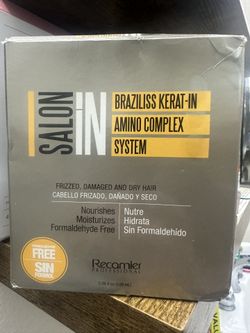 SALON
IN
BRAZILISS KERAT-IN
AMINO COMPLEX
SYSTEM
FRIZZED, DAMAGED AND DRY HAIR
CABELLO FRIZADO, DAÑADO Y SECO
Nourishes
Moisturizes
Formaldehyde Free
Nutre
Hidrata
Sin Formaldehído
FREE
SIN
Recamier
PROFESSIONAL